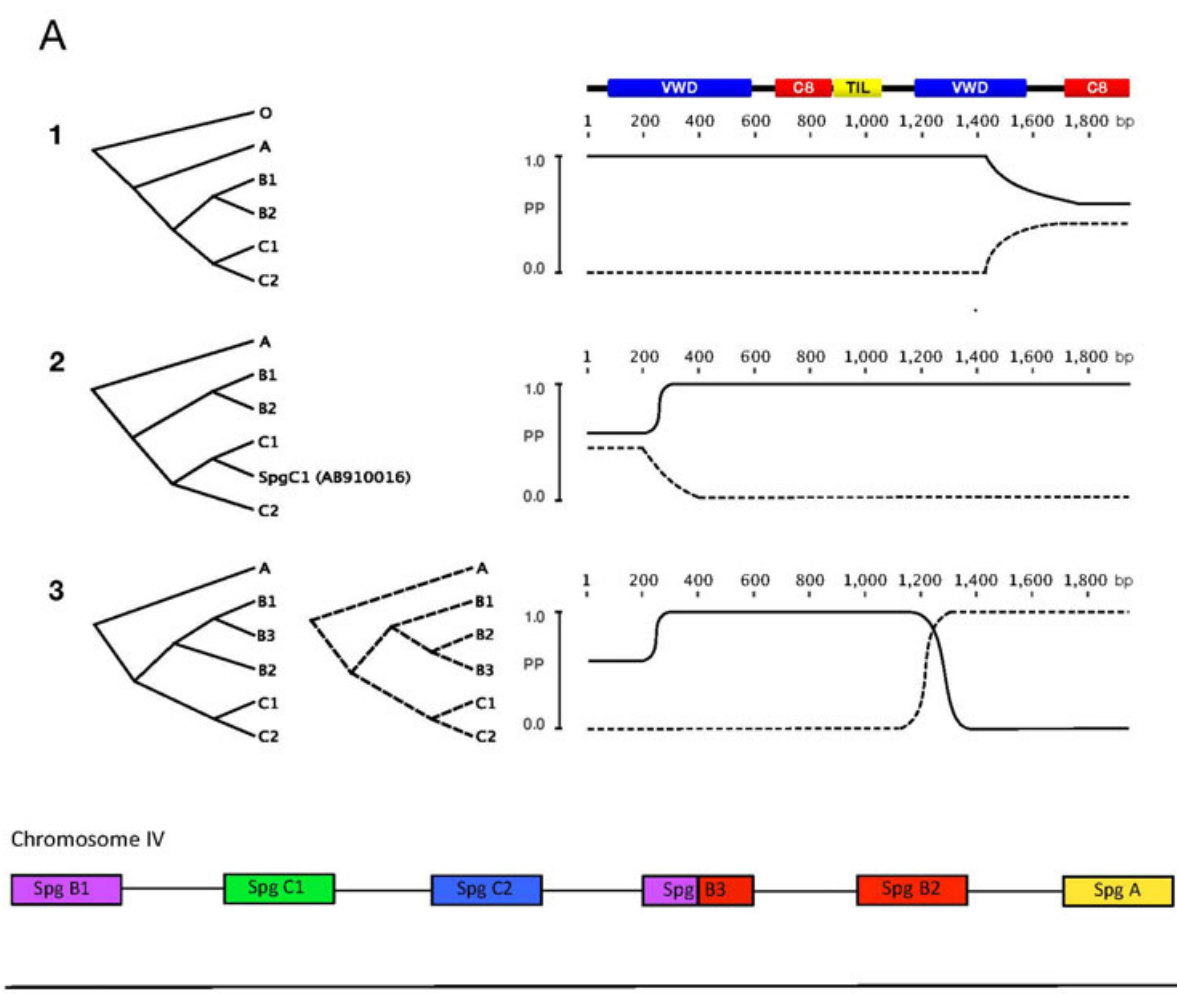 A
VWD C8 TIL VWD C8
1
O
A
B1
B2
C1
C2
1 200 400 600 800 1,000 1,200 1,400 1,600 1,800 bp
1.0
PP
0.0
2
A
B1
B2
C1
SpgC1 (AB910016)
C2
1 200 400 600 800 1,000 1,200 1,400 1,600 1,800 bp
1.0
PP
0.0
3
A
B1
B3
B2
C1
C2
A
B1
B2
B3
C1
C2
1 200 400 600 800 1,000 1,200 1,400 1,600 1,800 bp
1.0
PP
0.0
Chromosome IV
Spg B1 Spg C1 Spg C2 Spg B3 Spg B2 Spg A